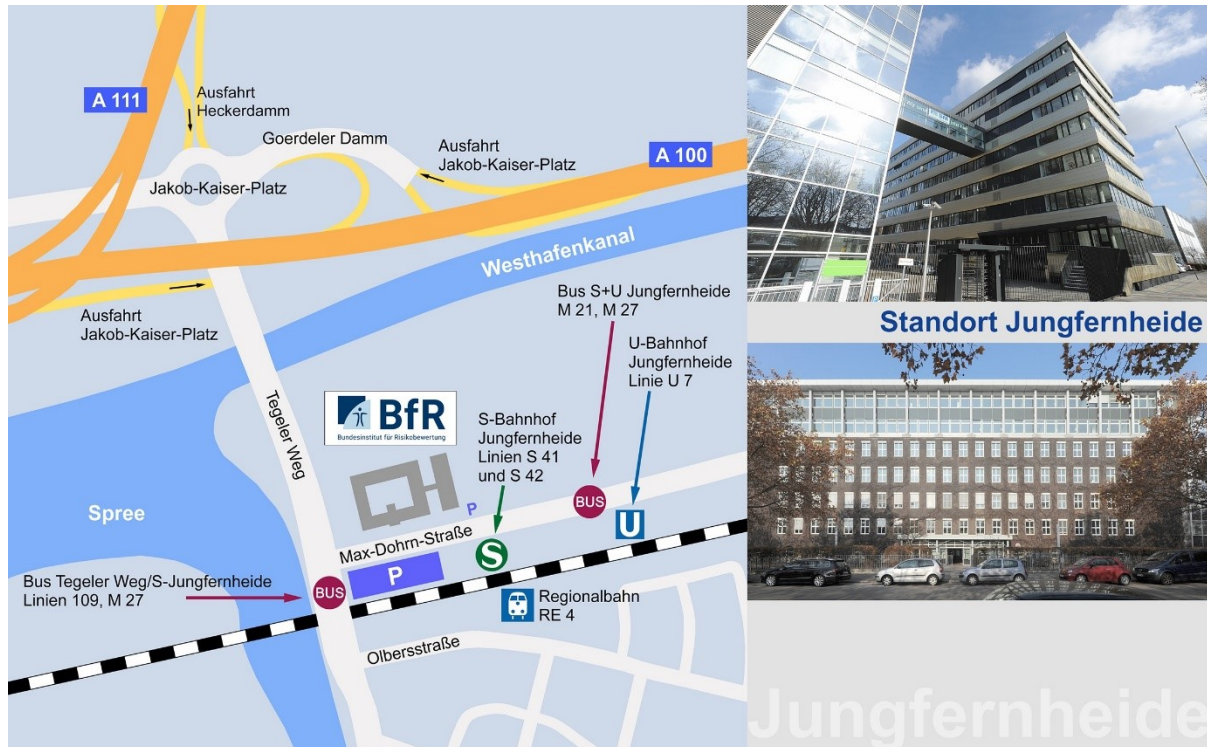 A 111
Ausfahrt
Heckerdamm
Goerdeler Damm
Ausfahrt
Jakob-Kaiser-Platz
A 100
Jakob-Kaiser-Platz
Westhafenkanal
Ausfahrt
Jakob-Kaiser-Platz
Bus S+U Jungfernheide
M 21, M 27
U-Bahnhof
Jungfernheide
Linie U 7
Tegeler Weg
BfR
Bundesinstitut für Risikobewertung
S-Bahnhof
Jungfernheide
Linien S 41
und S 42
Spree
P
BUS
U
Max-Dohrn-Straße
S
P
Bus Tegeler Weg/S-Jungfernheide
Linien 109, M 27
BUS
Regionalbahn
RE 4
Olbersstraße
Standort Jungfernheide
Jungfernheide